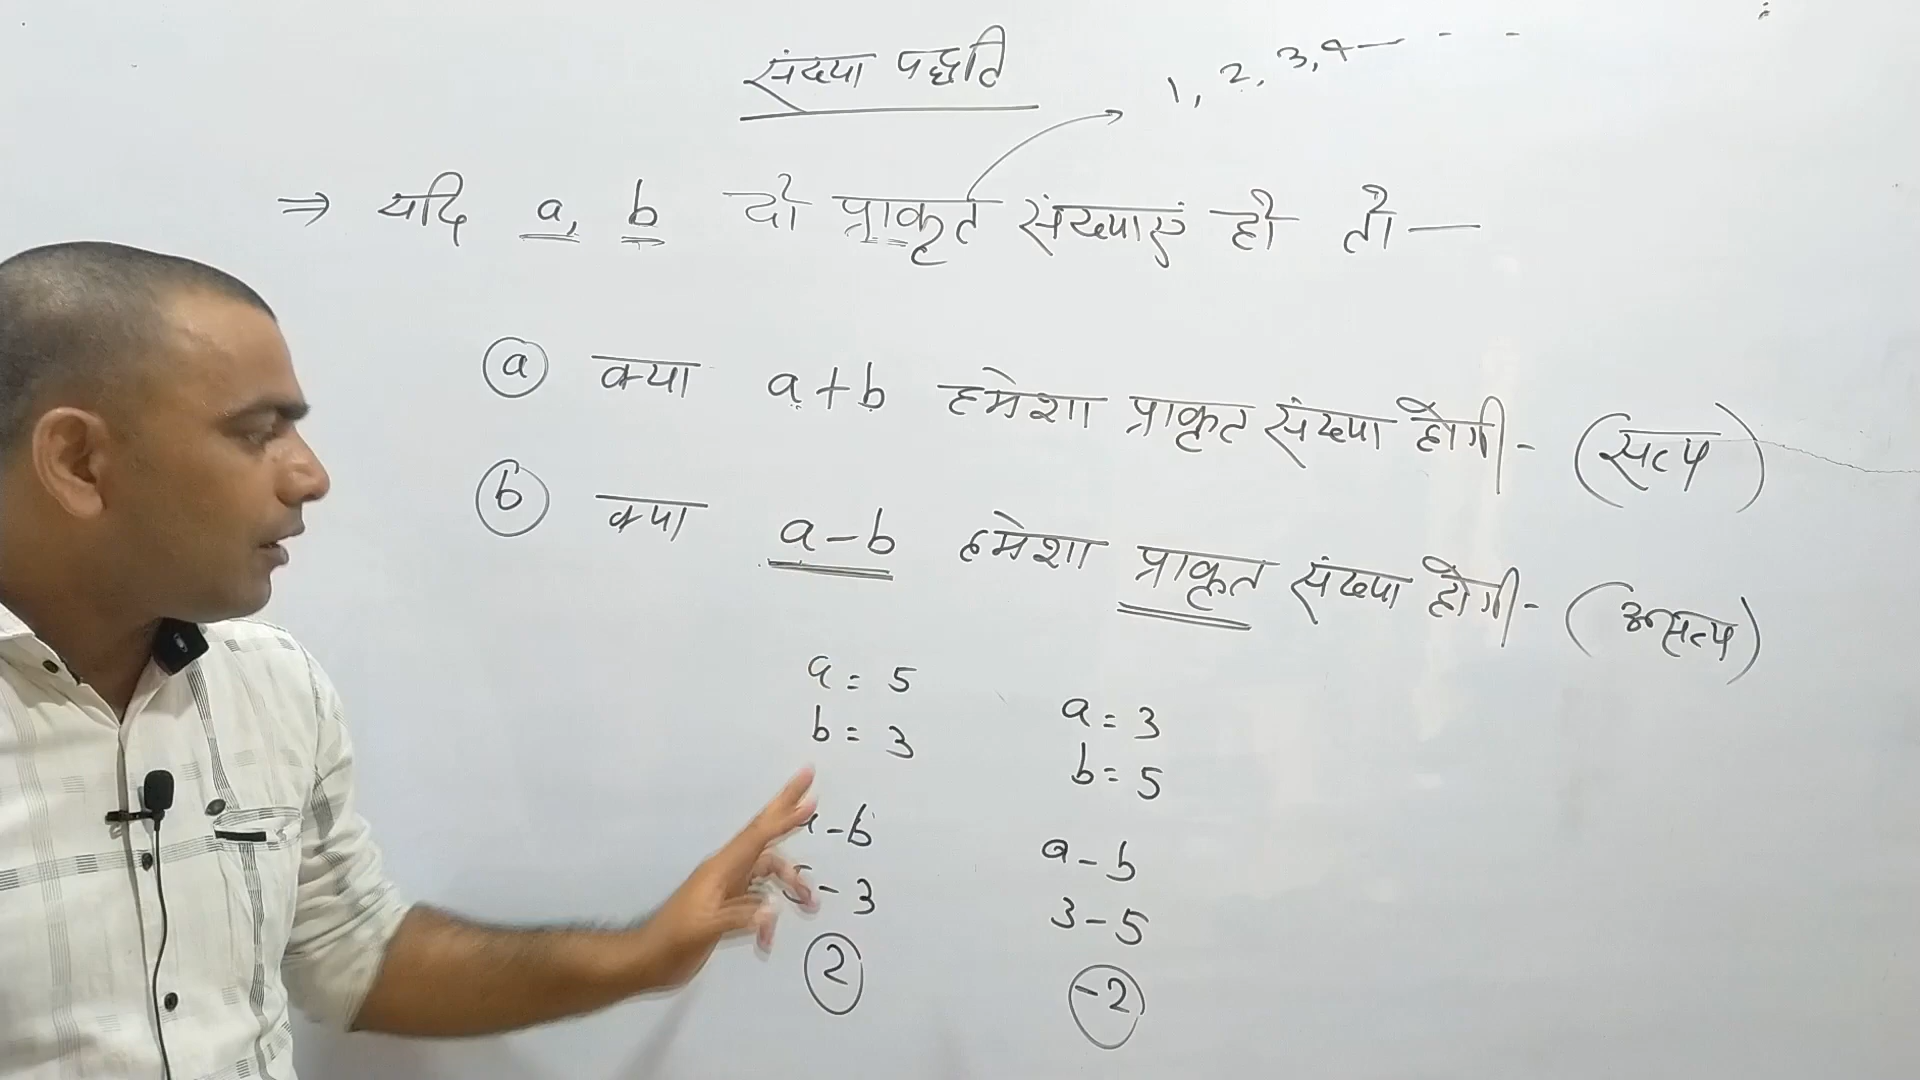 संख्या पद्धति
1, 2, 3, 4 — - -
⇒ यदि a, b दो प्राकृत संख्याएं हो तो —
(a) क्या a+b हमेशा प्राकृत संख्या होगी - (सत्य)
(b) क्या a-b हमेशा प्राकृत संख्या होगी - (असत्य)
a = 5
b = 3
a-b
5-3
2
a = 3
b = 5
a-b
3-5
-2